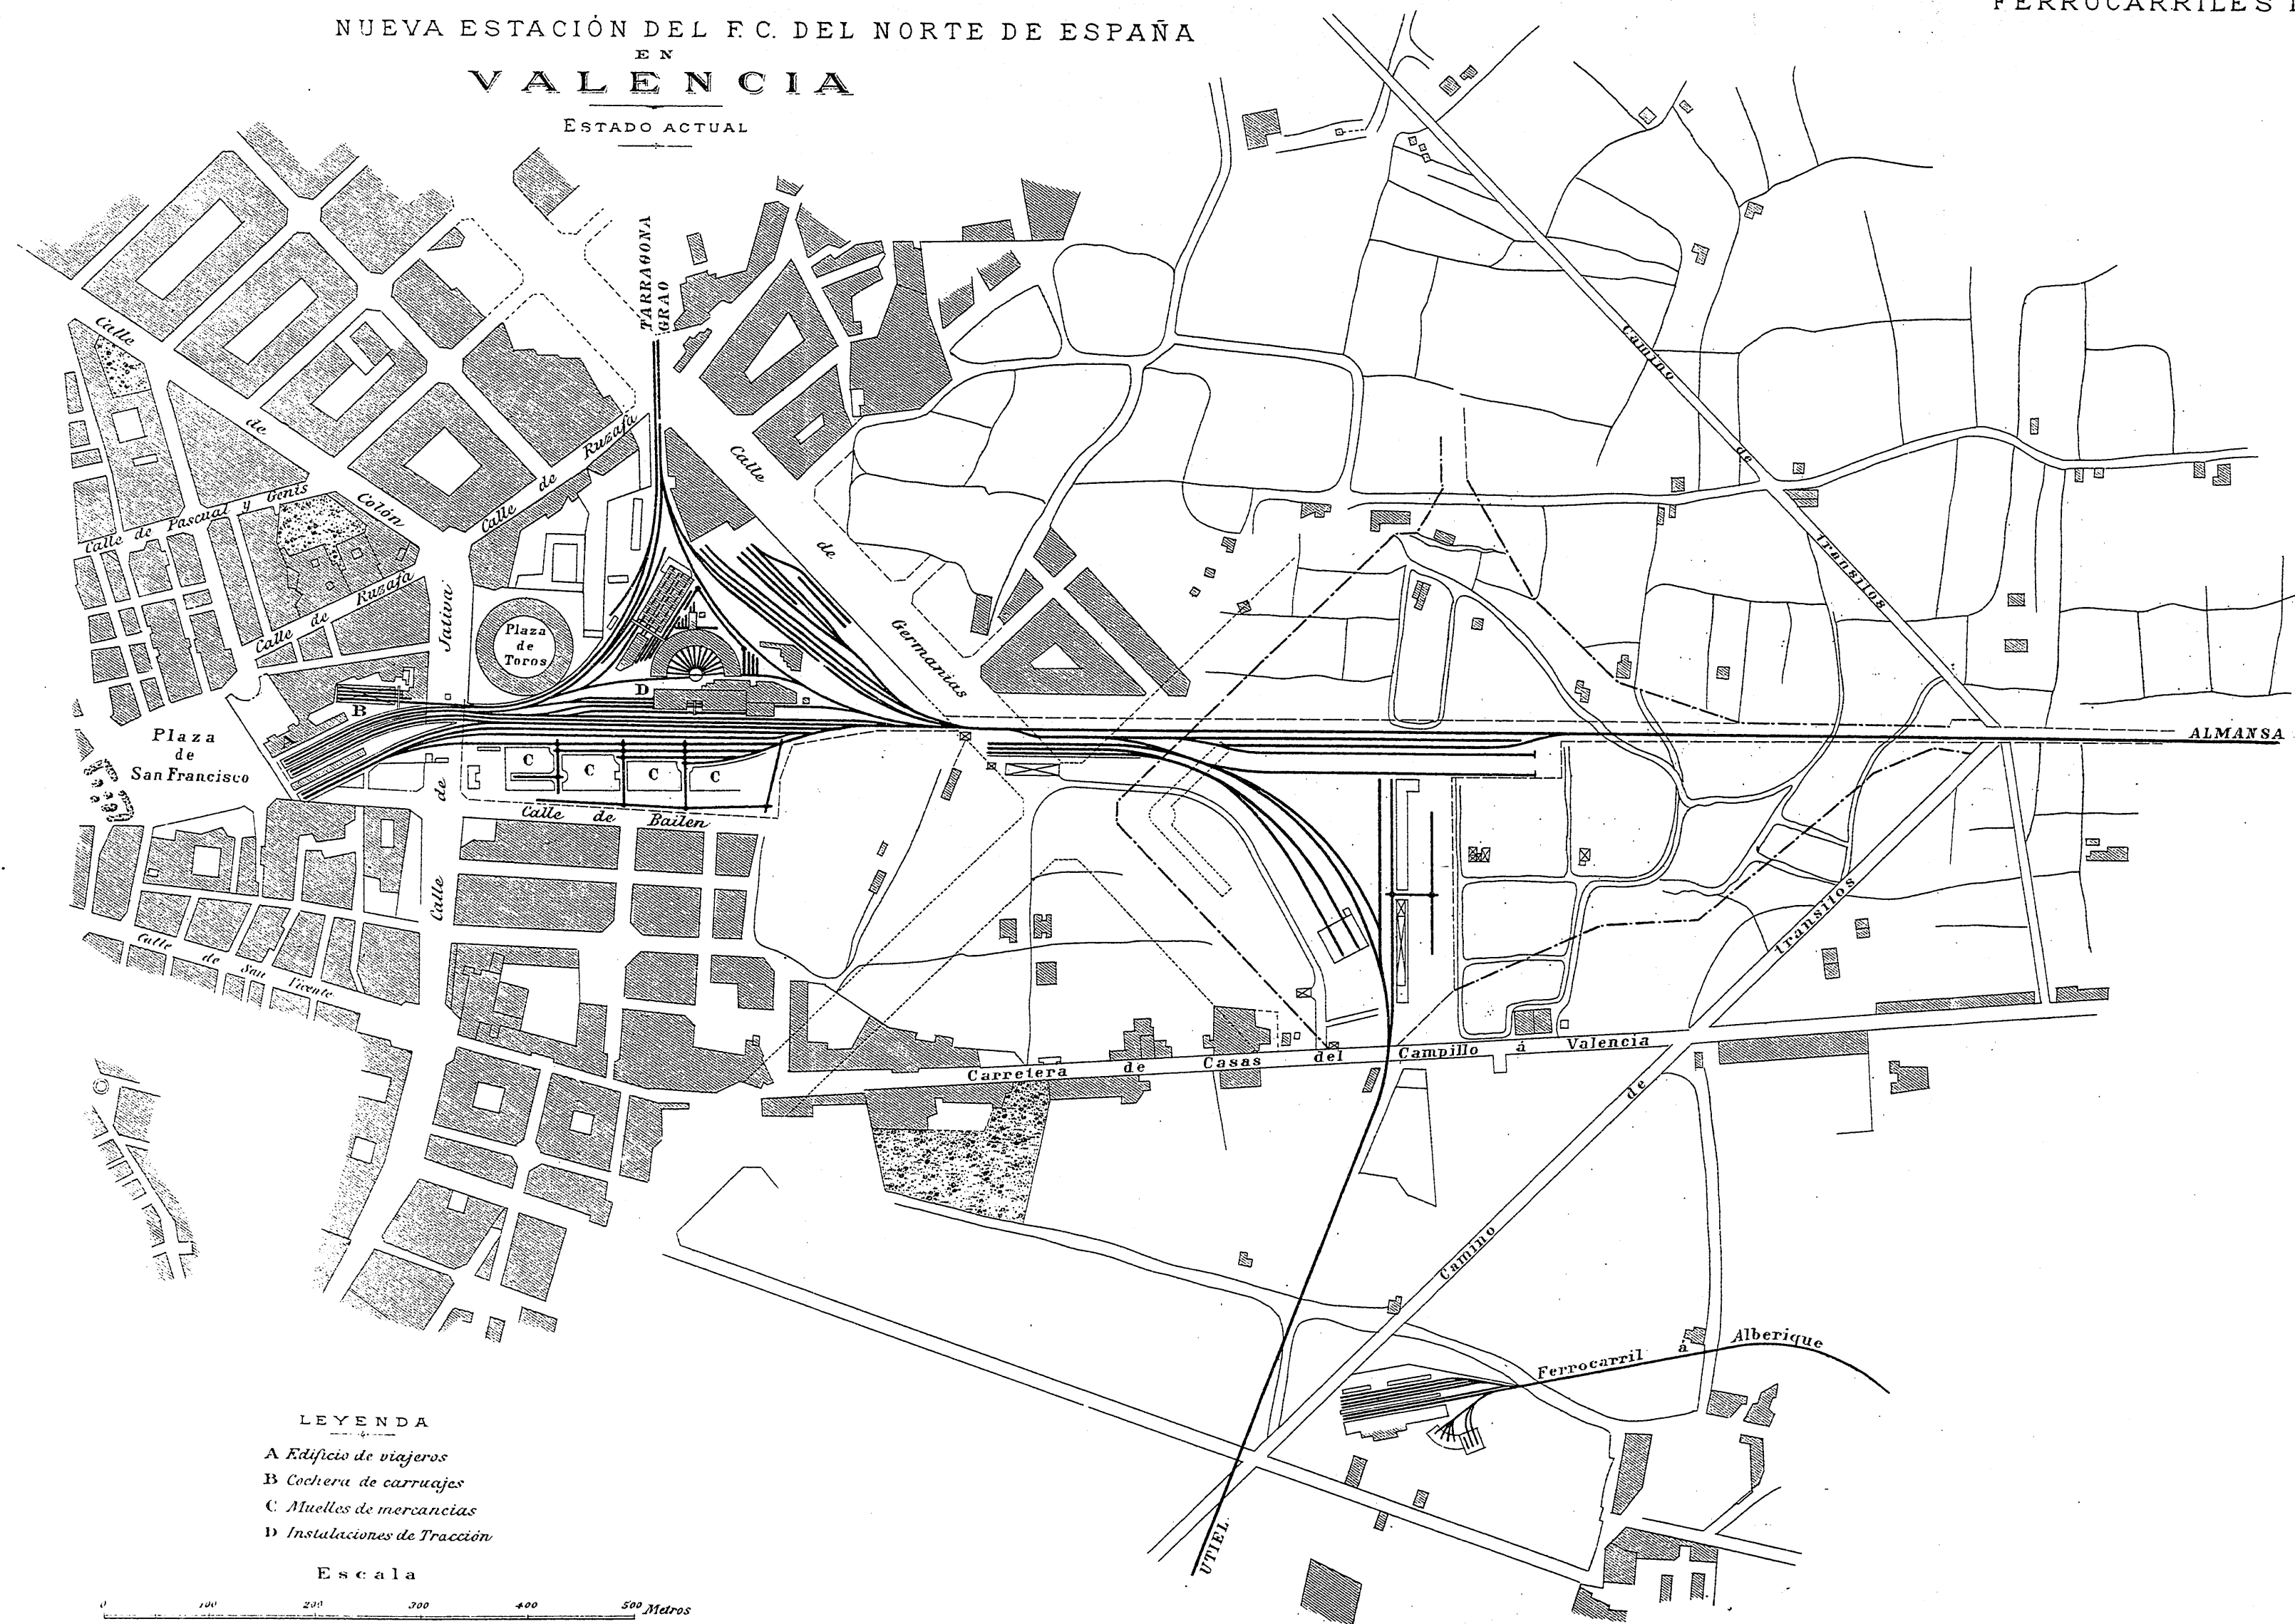 FERROCARRILES
NUEVA ESTACIÓN DEL F.C. DEL NORTE DE ESPAÑA
EN
VALENCIA
ESTADO ACTUAL
TARRAGONA
GRAO
Calle de Colón
Calle de Ruzafa
Calle de Pascual y Genis
Calle de Ruzafa
Calle de Germanias
Calle de Jativa
Plaza
de
Toros
Plaza
de
San Francisco
A
B
D
C
C
C
C
Calle de Bailen
Calle de San Vicente
Camino de transitos
ALMANSA
Carretera de Casas del Campillo á Valencia
Camino de transitos
Ferrocarril á Alberique
UTIEL
LEYENDA
A Edificio de viajeros
B Cochera de carruajes
C Muelles de mercancias
D Instalaciones de Tracción
Escala
0 100 200 300 400 500 Metros